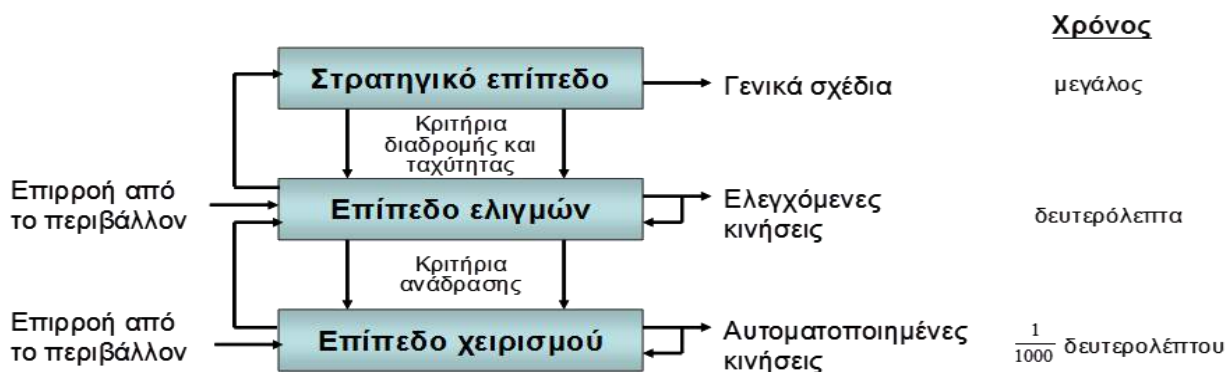 Χρόνος
Στρατηγικό επίπεδο
Γενικά σχέδια
μεγάλος
Κριτήρια
διαδρομής και
ταχύτητας
Επιρροή από
το περιβάλλον
Επίπεδο ελιγμών
Ελεγχόμενες
κινήσεις
δευτερόλεπτα
Κριτήρια
ανάδρασης
Επιρροή από
το περιβάλλον
Επίπεδο χειρισμού
Αυτοματοποιημένες
κινήσεις
1/1000 δευτερολέπτου